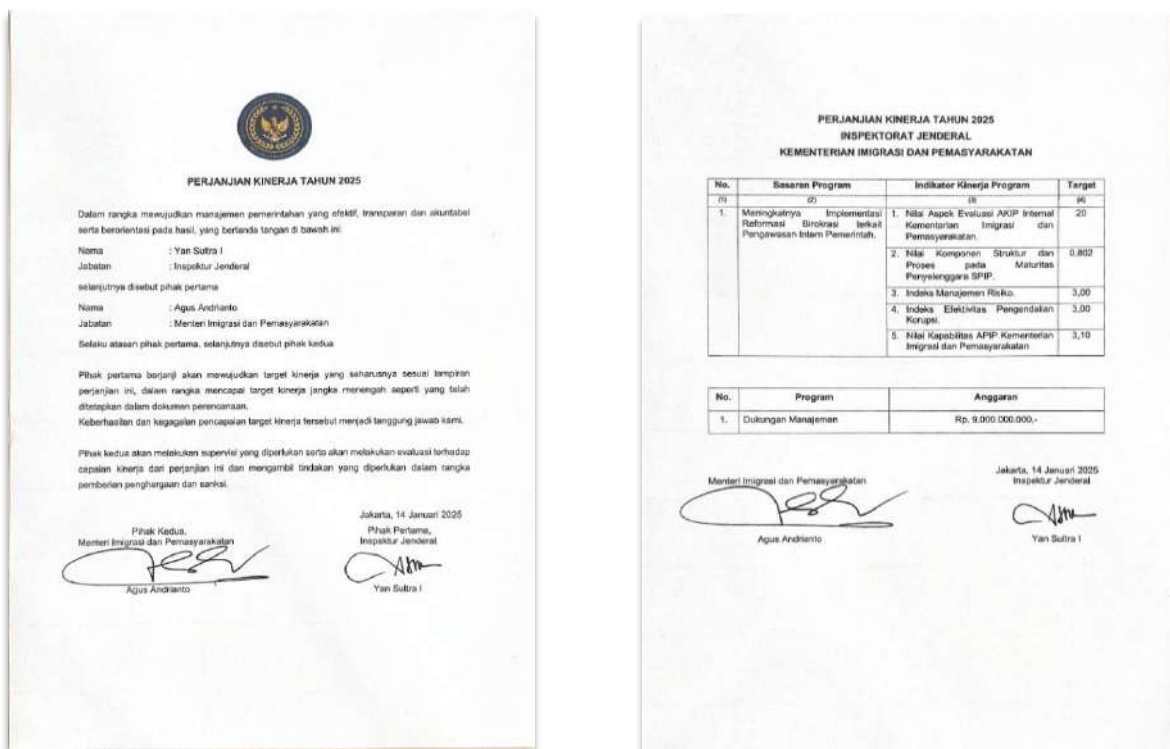 PERJANJIAN KINERJA TAHUN 2025
Dalam rangka mewujudkan manajemen pemerintahan yang efektif, transparan dan akuntabel
serta berorientasi pada hasil, yang bertanda tangan di bawah ini:
Nama : Yan Sultra I
Jabatan : Inspektur Jenderal
selanjutnya disebut pihak pertama
Nama : Agus Andrianto
Jabatan : Menteri Imigrasi dan Pemasyarakatan
Selaku atasan pihak pertama, selanjutnya disebut pihak kedua
Pihak pertama berjanji akan mewujudkan target kinerja yang seharusnya sesuai lampiran
perjanjian ini, dalam rangka mencapai target kinerja jangka menengah seperti yang telah
ditetapkan dalam dokumen perencanaan.
Keberhasilan dan kegagalan pencapaian target kinerja tersebut menjadi tanggung jawab kami.
Pihak kedua akan melakukan supervisi yang diperlukan serta akan melakukan evaluasi terhadap
capaian kinerja dari perjanjian ini dan mengambil tindakan yang diperlukan dalam rangka
pemberian penghargaan dan sanksi.
Jakarta, 14 Januari 2025
Pihak Kedua, Pihak Pertama,
Menteri Imigrasi dan Pemasyarakatan Inspektur Jenderal
Agus Andrianto Yan Sultra I
PERJANJIAN KINERJA TAHUN 2025
INSPEKTORAT JENDERAL
KEMENTERIAN IMIGRASI DAN PEMASYARAKATAN
No. Sasaran Program Indikator Kinerja Program Target
(1) (2) (3) (4)
1. Meningkatnya Implementasi Reformasi Birokrasi terkait Pengawasan Intern Pemerintah.
1. Nilai Aspek Evaluasi AKIP Internal Kementerian Imigrasi dan Pemasyarakatan. 20
2. Nilai Komponen Struktur dan Proses pada Maturitas Penyelenggara SPIP. 0,802
3. Indeks Manajemen Risiko. 3,00
4. Indeks Efektivitas Pengendalian Korupsi. 3,00
5. Nilai Kapabilitas APIP Kementerian Imigrasi dan Pemasyarakatan 3,10
No. Program Anggaran
1. Dukungan Manajemen Rp. 9.000.000.000,-
Jakarta, 14 Januari 2025
Menteri Imigrasi dan Pemasyarakatan Inspektur Jenderal
Agus Andrianto Yan Sultra I